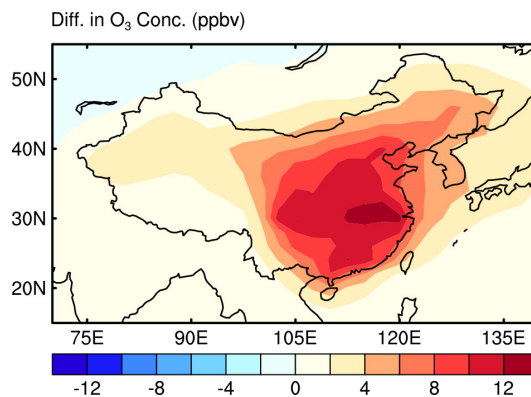 Diff. in O₃ Conc. (ppbv)
50N
40N
30N
20N
75E 90E 105E 120E 135E
-12 -8 -4 0 4 8 12